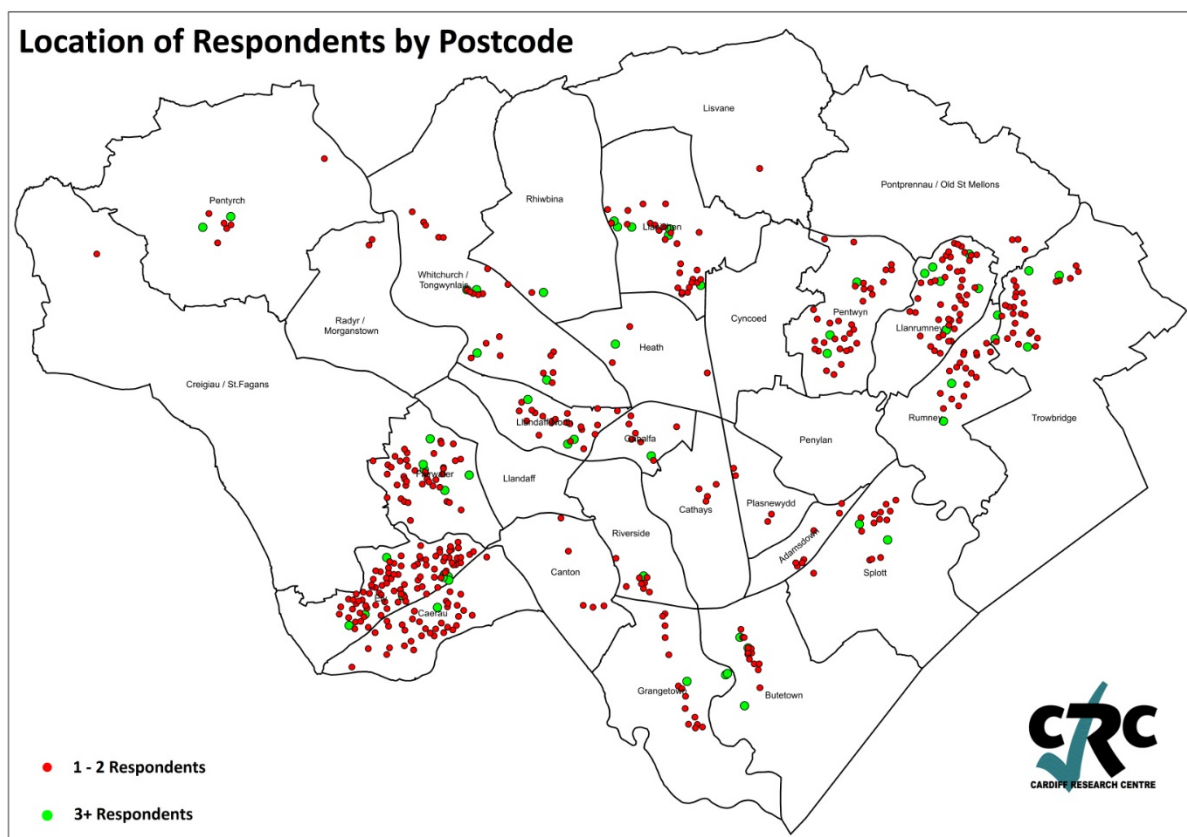 Location of Respondents by Postcode
Lisvane
Pontprennau / Old St Mellons
Pentyrch
Rhiwbina
Whitchurch /
Tongwynlais
Cyncoed
Pentwyn
Radyr /
Morganstown
Llanrumney
Heath
Creigiau / St.Fagans
Rumney
Trowbridge
Penylan
Llandaff
Cathays
Plasnewydd
Riverside
Adamsdown
Canton
Splott
Caerau
Grangetown
Butetown
1 - 2 Respondents
3+ Respondents
CRC
CARDIFF RESEARCH CENTRE